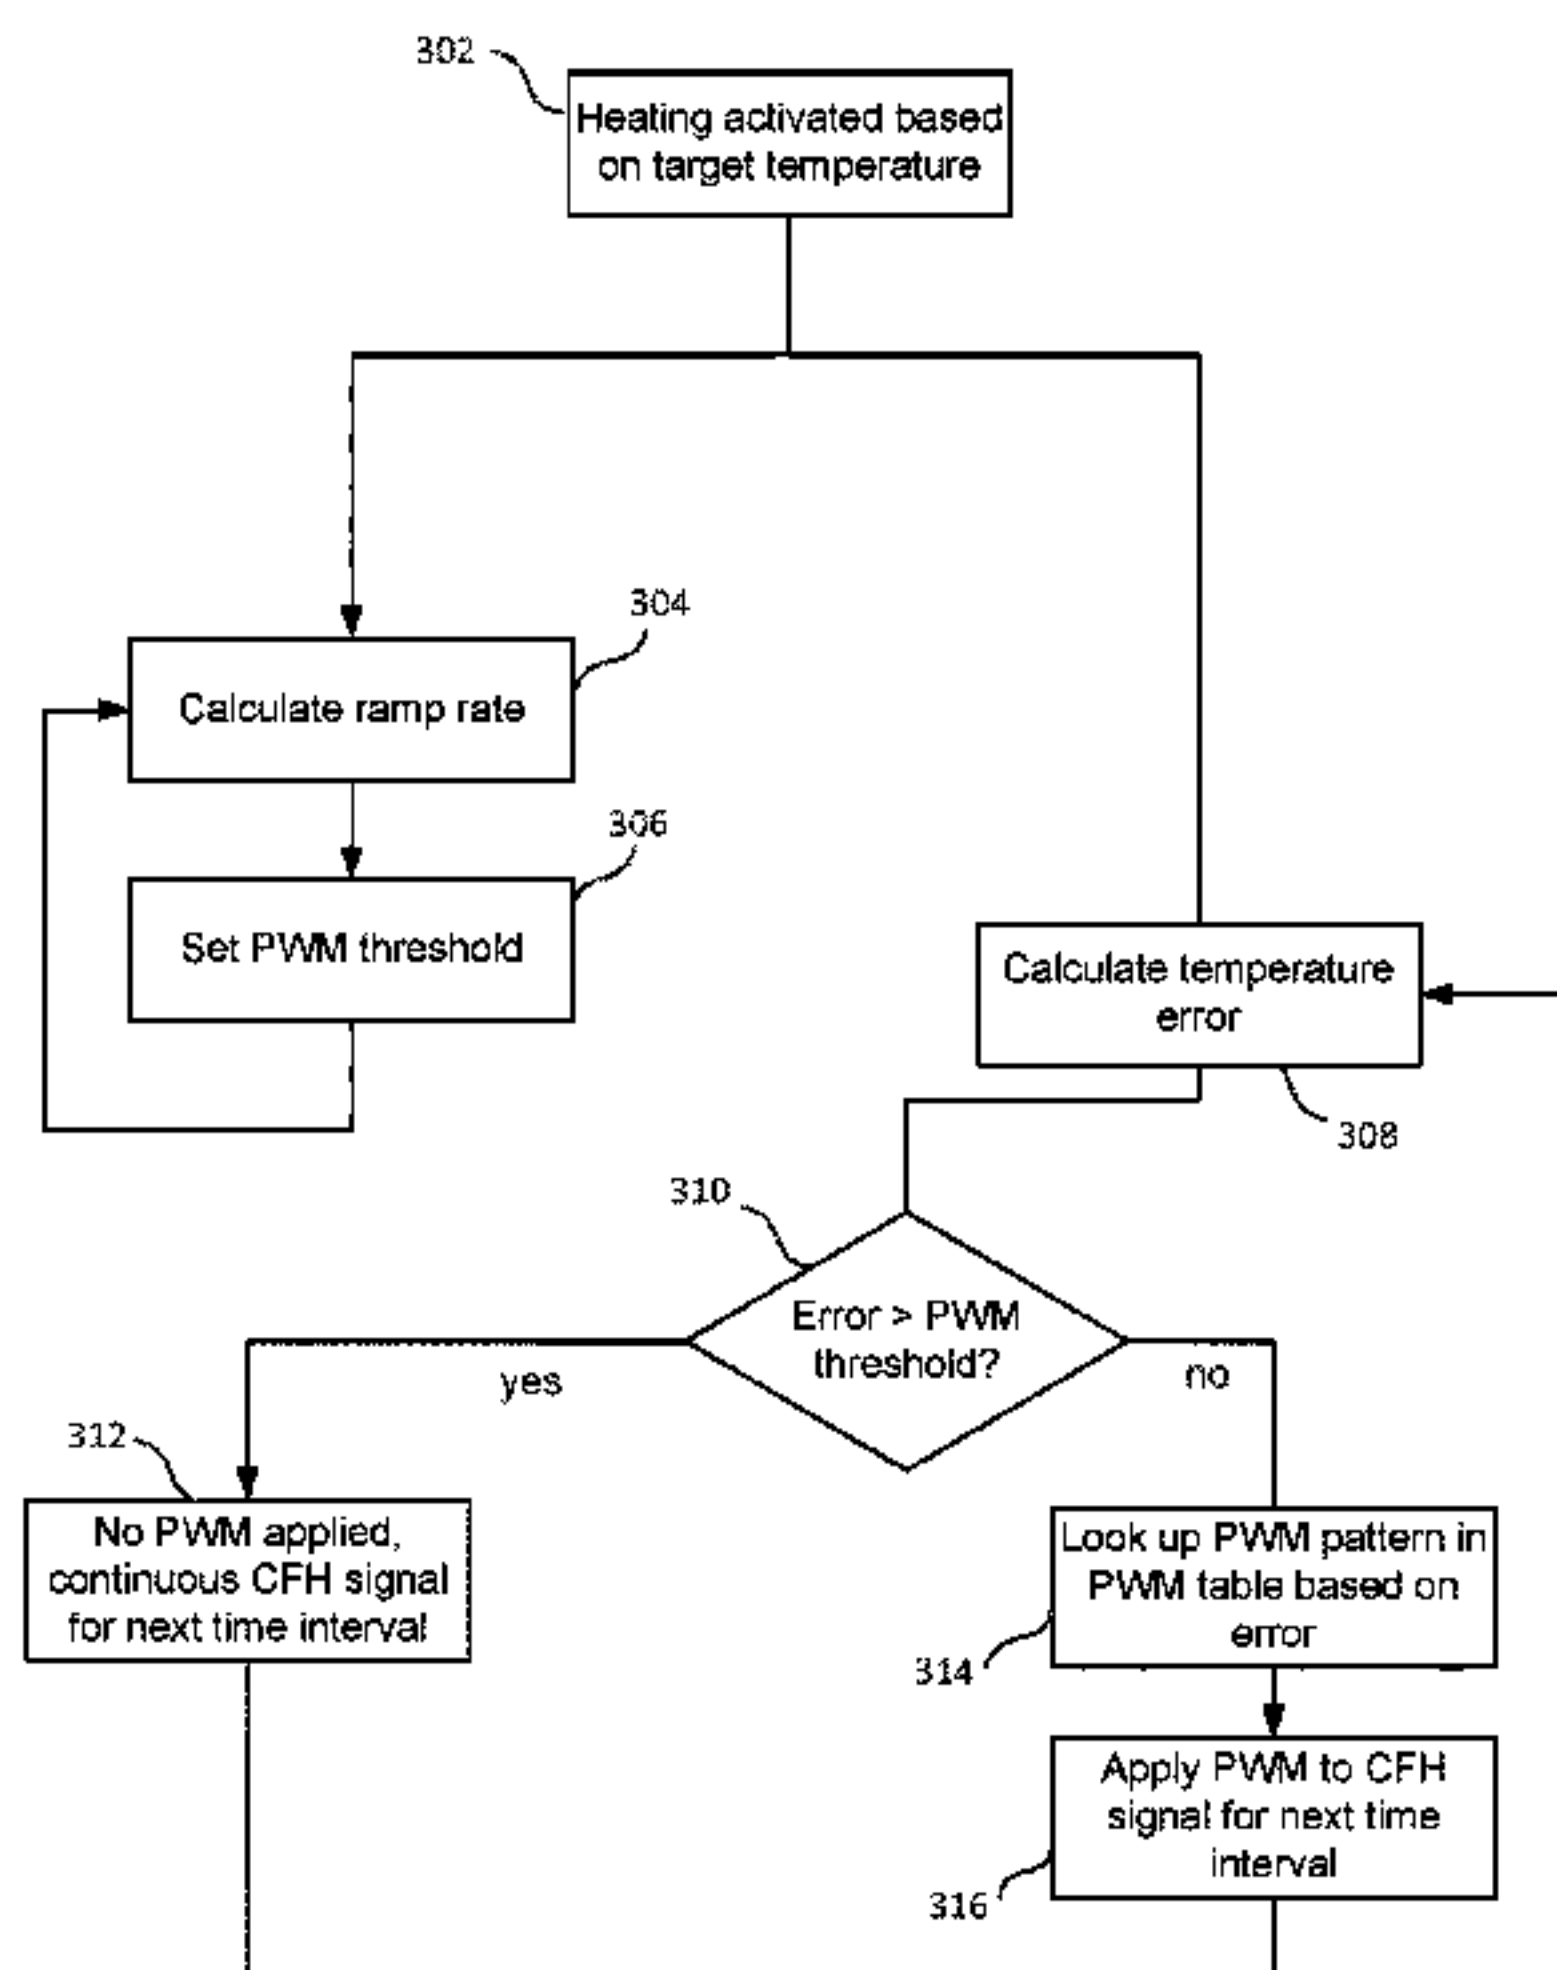 302
Heating activated based
on target temperature
304
Calculate ramp rate
306
Set PWM threshold
Calculate temperature
error
308
310
Error > PWM
threshold?
yes
no
312
No PWM applied,
continuous CFH signal
for next time interval
Look up PWM pattern in
PWM table based on
error
314
Apply PWM to CFH
signal for next time
interval
316